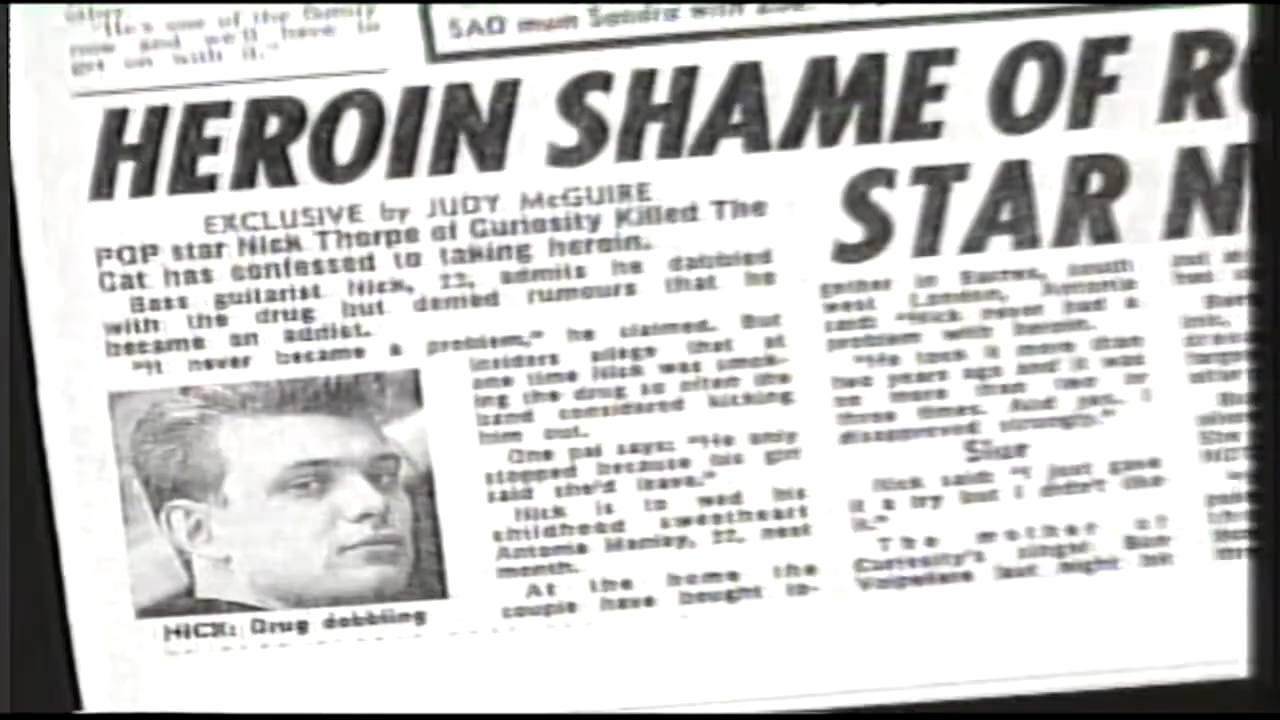 "He's one of the family
now and we'll have to
get on with it."
SAD mum Sandra with
HEROIN SHAME OF
STAR N
EXCLUSIVE by JUDY McGUIRE
POP star Nick Thorpe of Curiosity Killed The
Cat has confessed to taking heroin.
Bass guitarist Nick, 22, admits he dabbled
with the drug but denied rumours that he
became an addict.
"It never became a problem," he claimed. But
insiders allege that at
one time Nick was smok-
ing the drug so often the
band considered kicking
him out.
One pal says: "He only
stopped because his girl
said she'd leave."
Nick is to wed his
childhood sweetheart
Antonia Manley, 22, next
month.
At the home the
couple have bought to-
NICK: Drug dabbling
gether in Barnes, south
west London, Antonia
said: "Nick never had a
problem with heroin.
"He took it more than
two years ago and it was
no more than two or
three times. And yes, I
disapproved strongly."
Slur
Nick said: "I just gave
it a try but I didn't like
it."
The mother of
Curiosity's singer Ben
Volpeliere last night hit